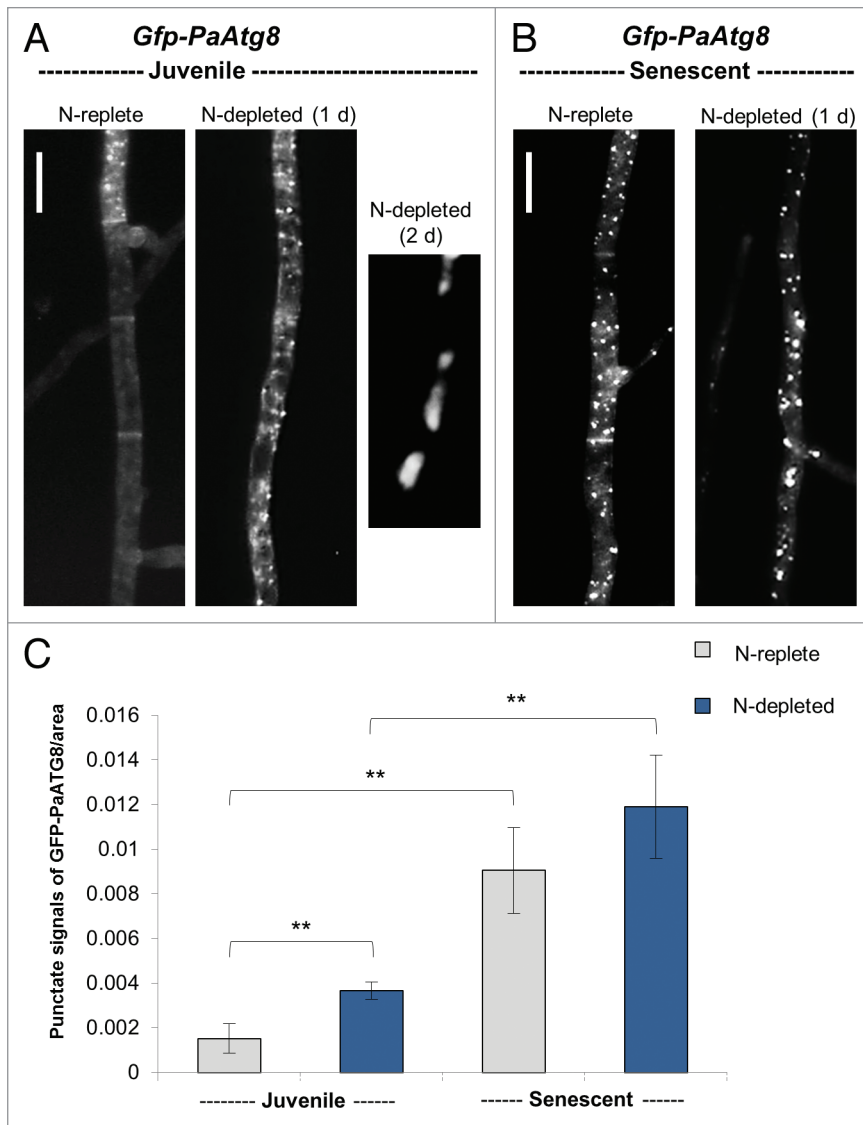 A
Gfp-PaAtg8
------------- Juvenile ----------------------------
N-replete
N-depleted (1 d)
N-depleted
(2 d)
B
Gfp-PaAtg8
-------------- Senescent -------------
N-replete
N-depleted (1 d)
C
N-replete
N-depleted
Punctate signals of GFP-PaATG8/area
0.016
0.014
0.012
0.01
0.008
0.006
0.004
0.002
0
**
**
**
-------- Juvenile ------
------ Senescent ------